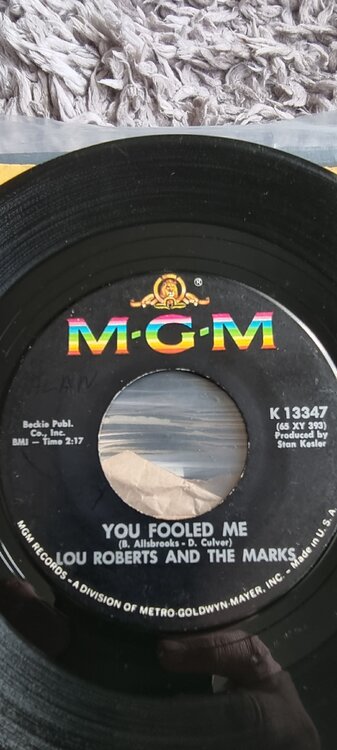 ®
M·G·M
Beckie Publ.
Co., Inc.
BMI – Time 2:17
K 13347
(65 XY 393)
Produced by
Stan Kesler
YOU FOOLED ME
(B. Ailsbrooks - D. Culver)
LOU ROBERTS AND THE MARKS
MGM RECORDS - A DIVISION OF METRO-GOLDWYN-MAYER, INC. - Made in U.S.A.